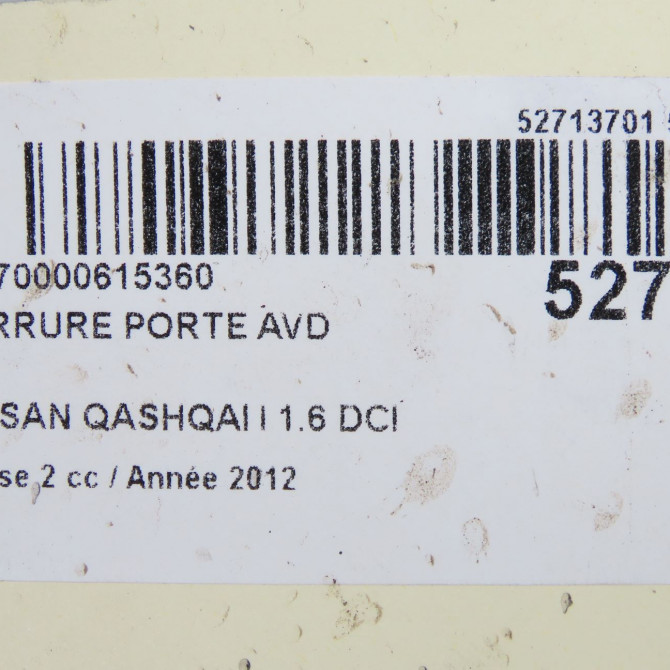 52713701
70000615360
527
RRURE PORTE AVD
SAN QASHQAI I 1.6 DCI
se 2 cc / Année 2012